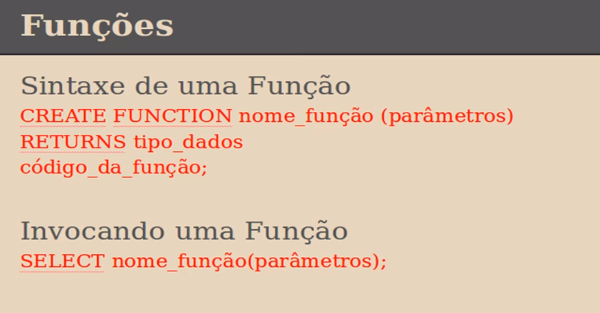 Funções
Sintaxe de uma Função
CREATE FUNCTION nome_função (parâmetros)
RETURNS tipo_dados
código_da_função;
Invocando uma Função
SELECT nome_função(parâmetros);